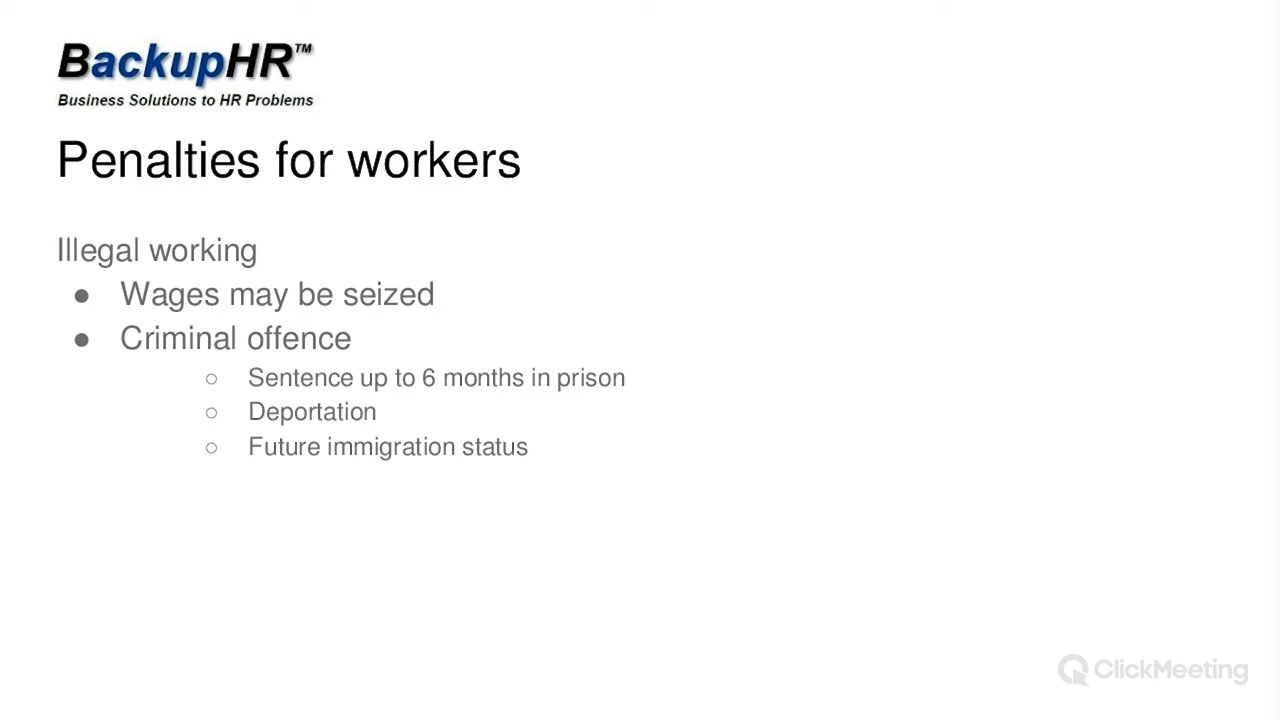 BackupHR™
Business Solutions to HR Problems
Penalties for workers
Illegal working
● Wages may be seized
● Criminal offence
○ Sentence up to 6 months in prison
○ Deportation
○ Future immigration status
ClickMeeting